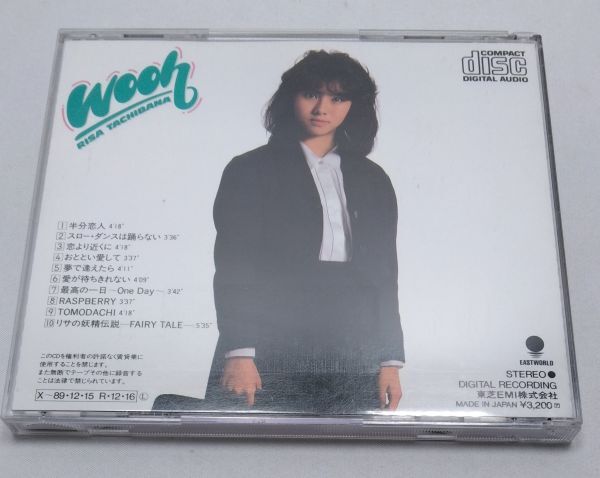 Wooh
RISA TACHIBANA
COMPACT
disc
DIGITAL AUDIO
1 半分恋人 4'18"
2 スロー・ダンスは踊らない 3'36"
3 恋より近くに 4'18"
4 おととい愛して 3'37"
5 夢で逢えたら 4'11"
6 愛が待ちきれない 4'09"
7 最高の一日〜One Day〜 3'42"
8 RASPBERRY 3'37"
9 TOMODACHI 4'18"
10 リサの妖精伝説—FAIRY TALE— 5'35"
このCDを権利者の許諾なく賃貸業に
使用することを禁じます。
また無断でテープその他に録音する
ことは法律で禁じられています。
X〜89・12・15 R・12・16 Ⓛ
EASTWORLD
STEREO
DIGITAL RECORDING
東芝EMI株式会社
MADE IN JAPAN ¥3,200